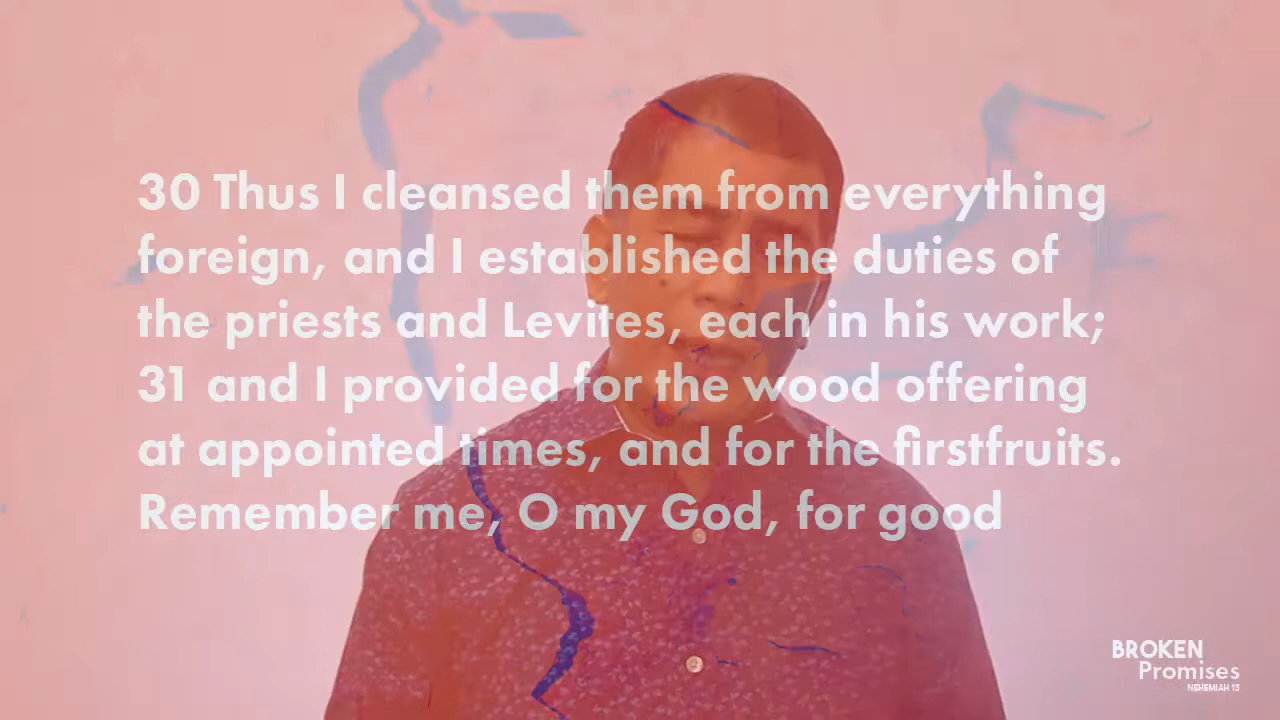 30 Thus I cleansed them from everything
foreign, and I established the duties of
the priests and Levites, each in his work;
31 and I provided for the wood offering
at appointed times, and for the firstfruits.
Remember me, O my God, for good
BROKEN
Promises
NEHEMIAH 13